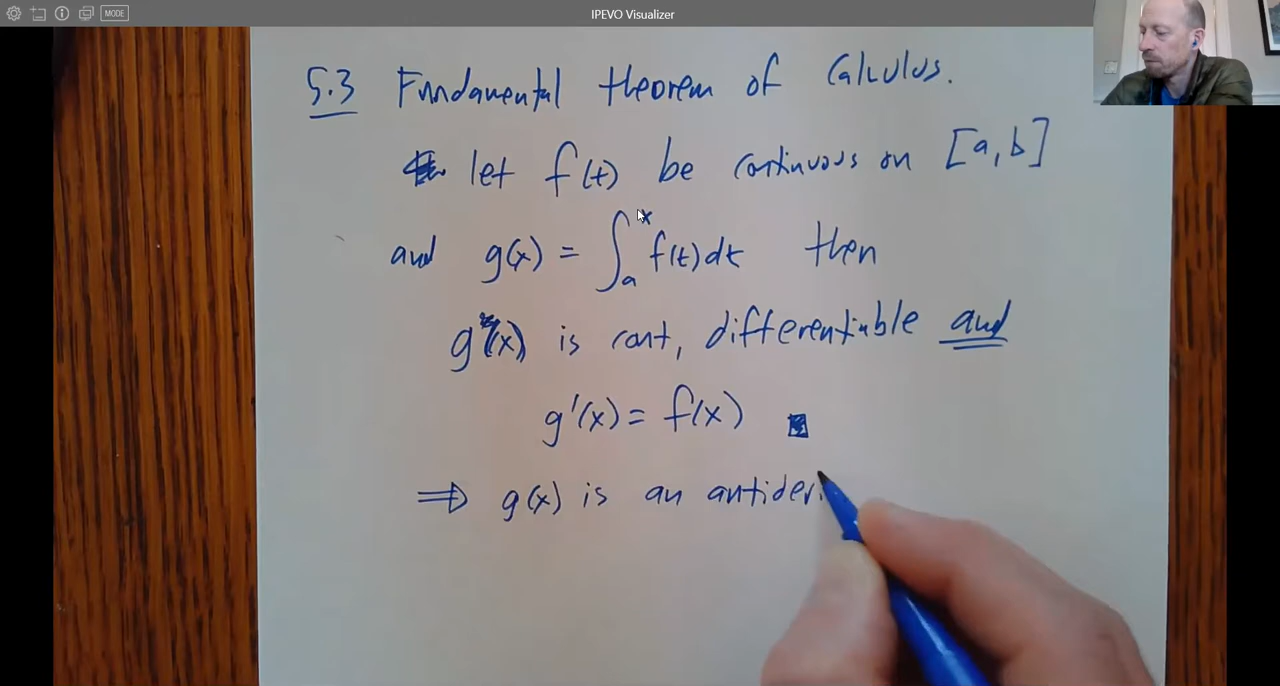 MODE
IPEVO Visualizer
5.3 Fundamental theorem of Calculus.
let f(t) be continuous on [a,b]
and g(x) = ∫ₐˣ f(t)dt then
g(x) is cont, differentiable and
g'(x) = f(x)
⇒ g(x) is an antideri